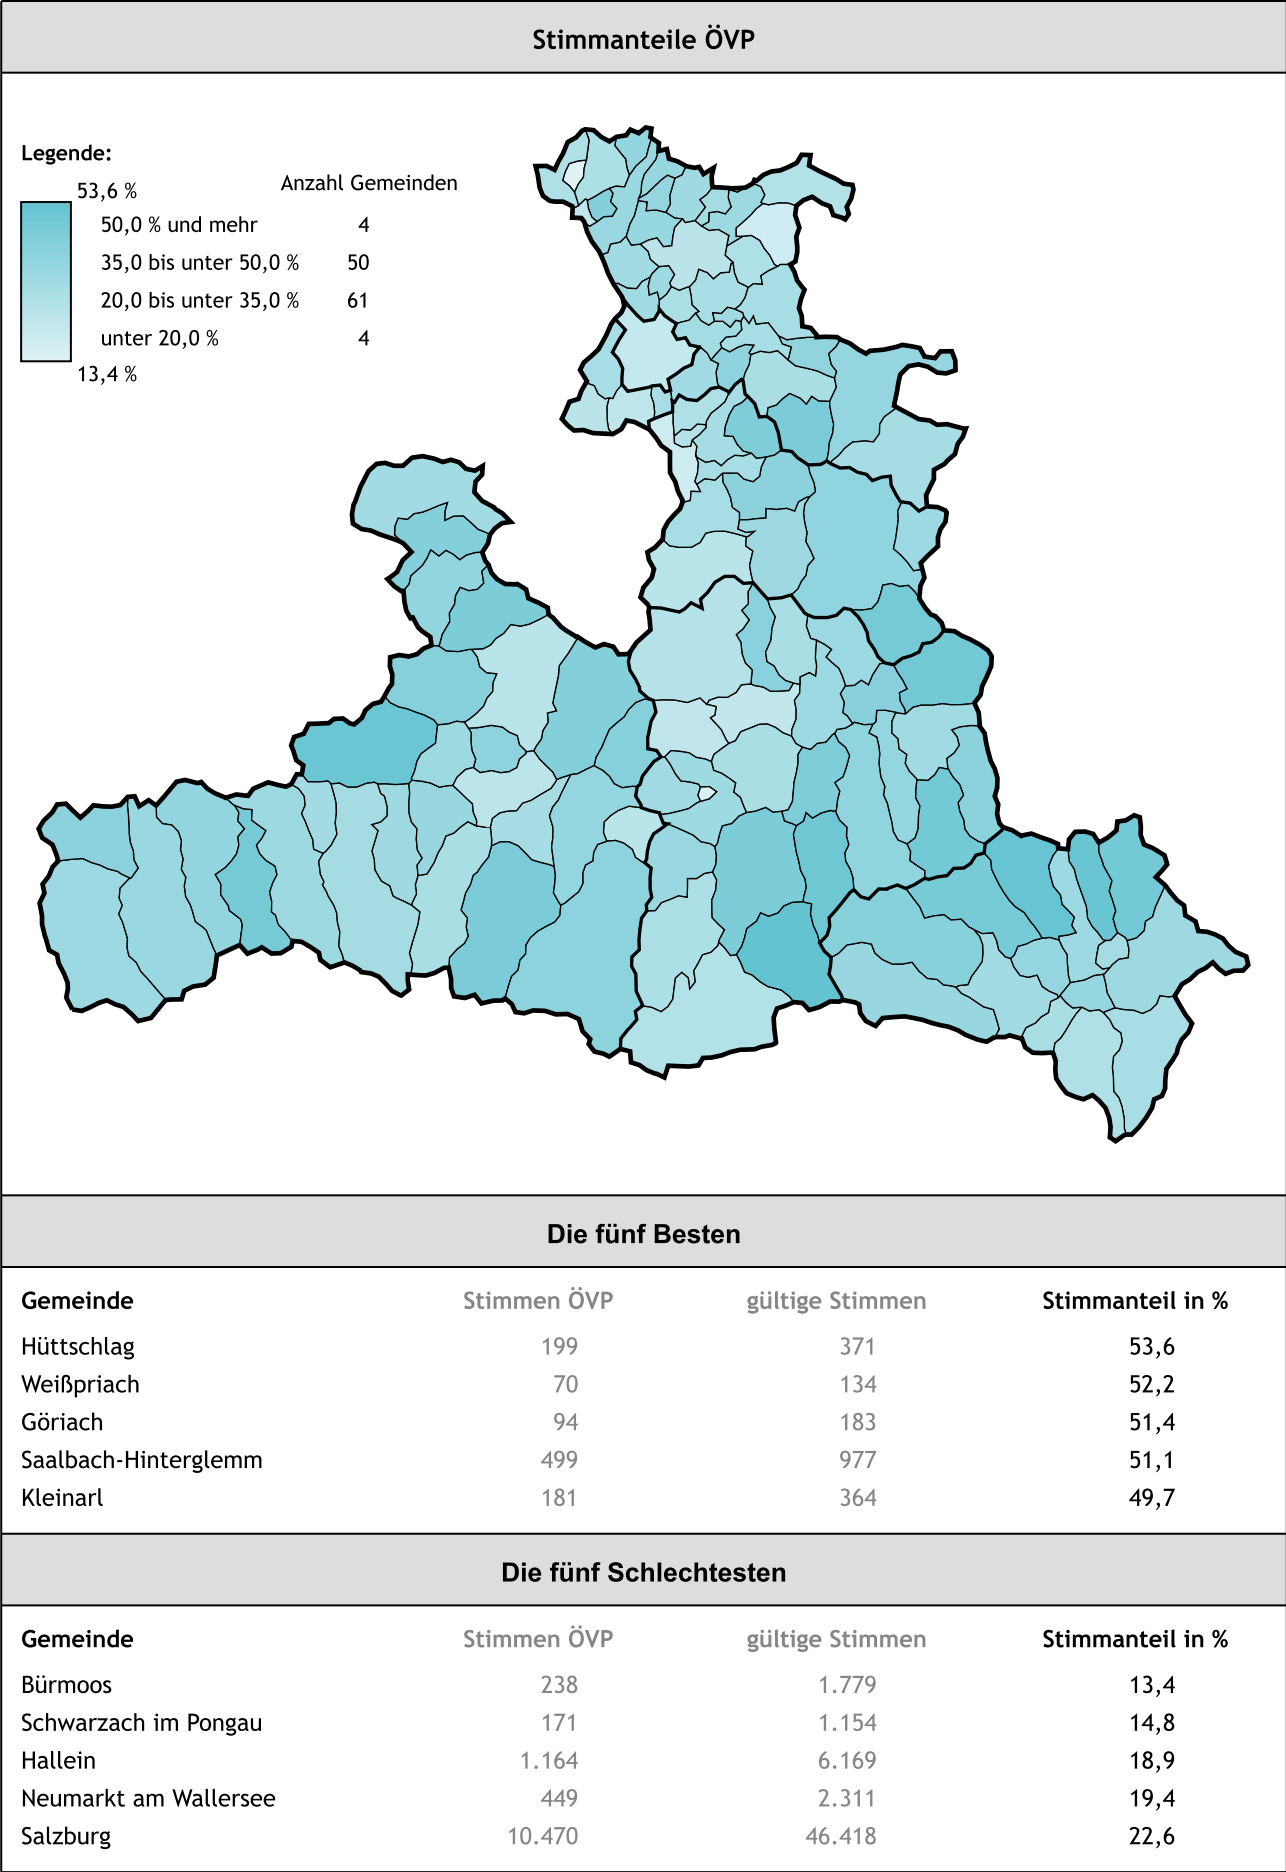 Stimmanteile ÖVP
Legende:
53,6 %
Anzahl Gemeinden
50,0 % und mehr 4
35,0 bis unter 50,0 % 50
20,0 bis unter 35,0 % 61
unter 20,0 % 4
13,4 %
Die fünf Besten
Gemeinde Stimmen ÖVP gültige Stimmen Stimmanteil in %
Hüttschlag 199 371 53,6
Weißpriach 70 134 52,2
Göriach 94 183 51,4
Saalbach-Hinterglemm 499 977 51,1
Kleinarl 181 364 49,7
Die fünf Schlechtesten
Gemeinde Stimmen ÖVP gültige Stimmen Stimmanteil in %
Bürmoos 238 1.779 13,4
Schwarzach im Pongau 171 1.154 14,8
Hallein 1.164 6.169 18,9
Neumarkt am Wallersee 449 2.311 19,4
Salzburg 10.470 46.418 22,6